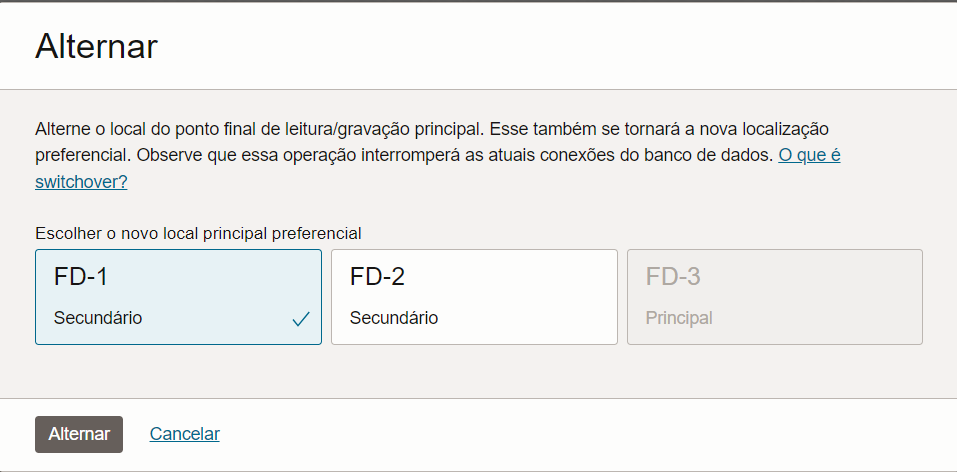 Alternar
Alterne o local do ponto final de leitura/gravação principal. Esse também se tornará a nova localização
preferencial. Observe que essa operação interromperá as atuais conexões do banco de dados. O que é
switchover?
Escolher o novo local principal preferencial
FD-1
Secundário
FD-2
Secundário
FD-3
Principal
Alternar Cancelar